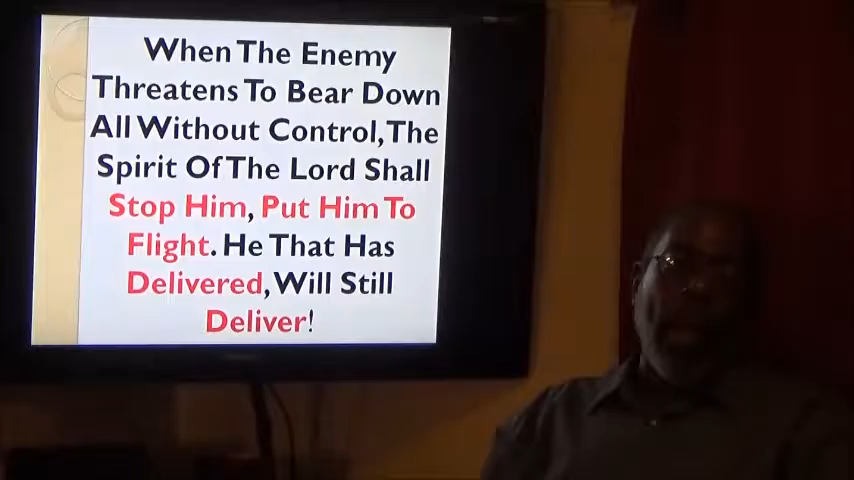 When The Enemy
Threatens To Bear Down
All Without Control, The
Spirit Of The Lord Shall
Stop Him, Put Him To
Flight. He That Has
Delivered, Will Still
Deliver!